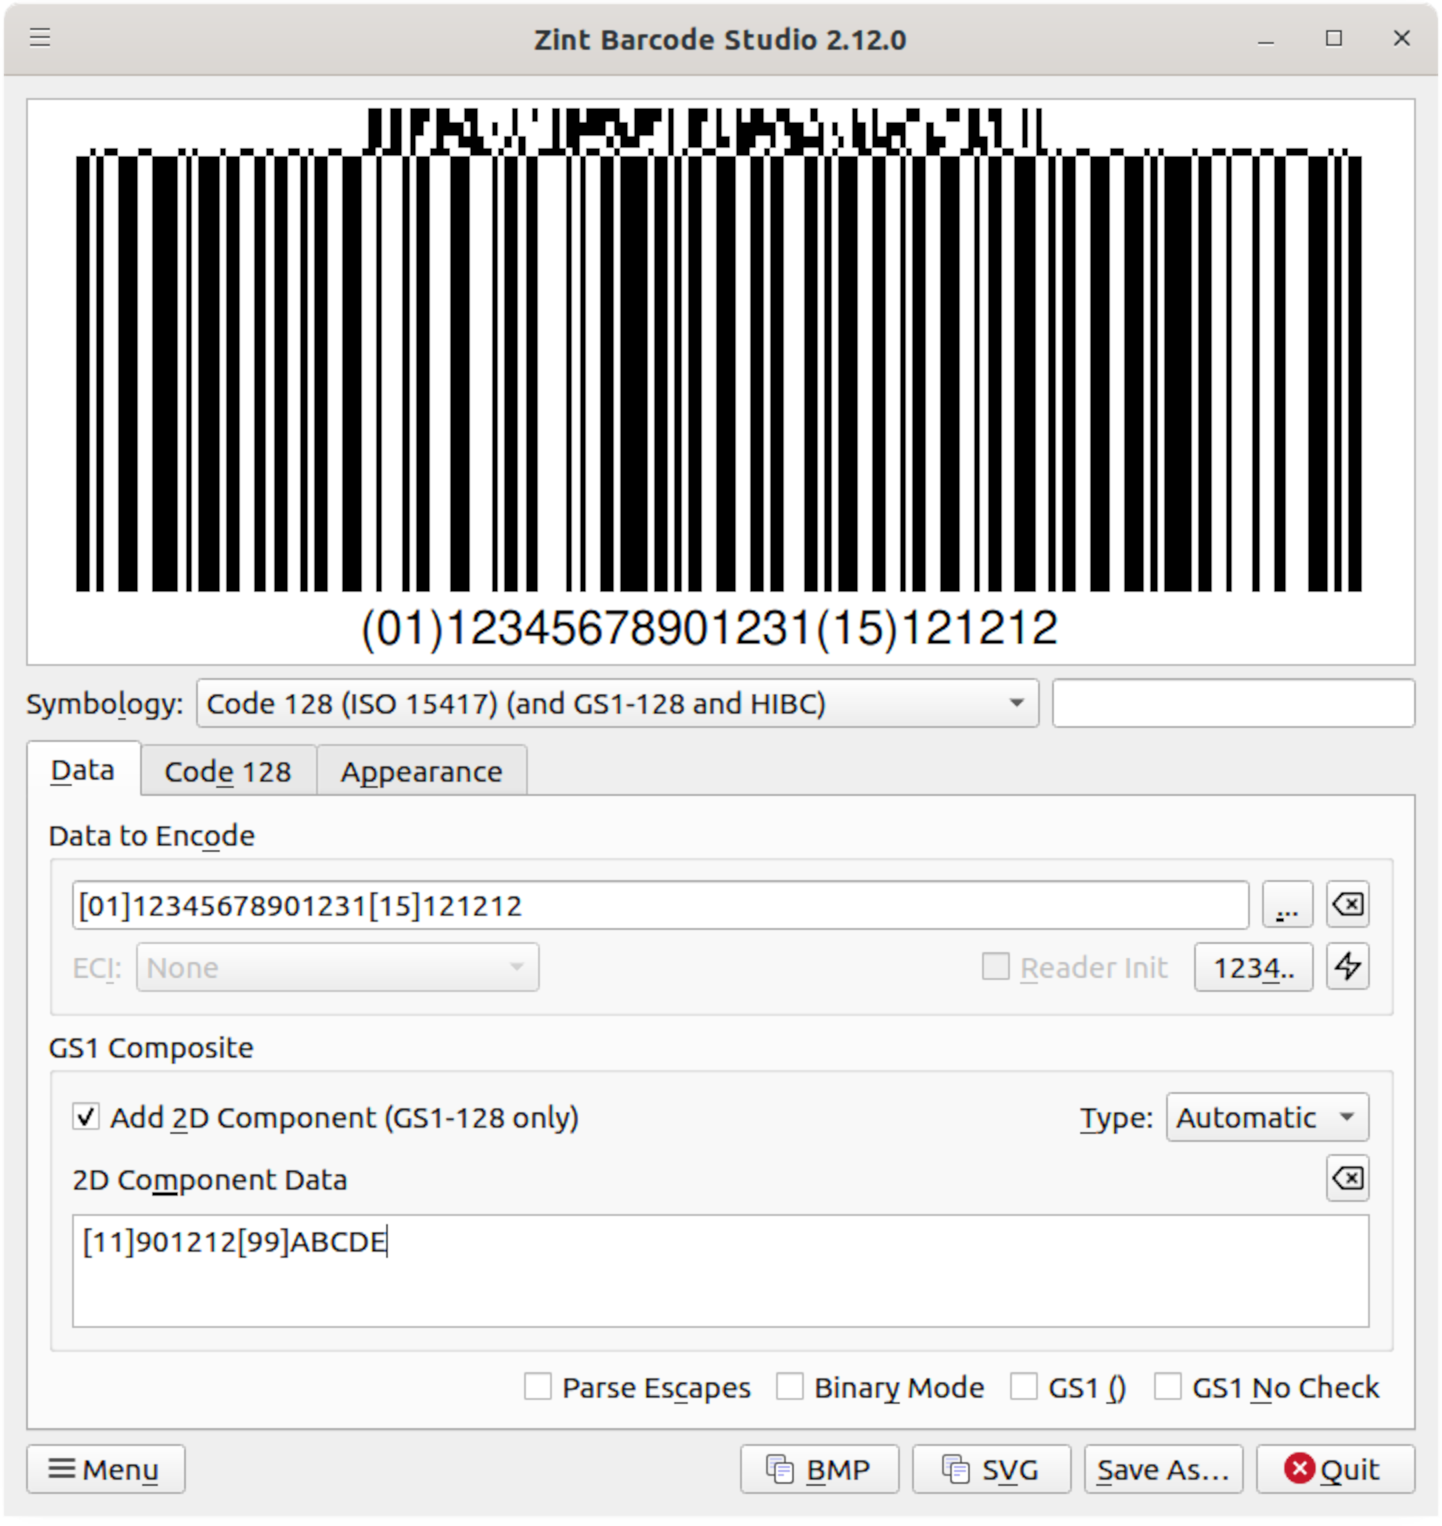 Zint Barcode Studio 2.12.0
(01)12345678901231(15)121212
Symbology: Code 128 (ISO 15417) (and GS1-128 and HIBC)
Data Code 128 Appearance
Data to Encode
[01]12345678901231[15]121212 ...
ECI: None Reader Init 1234..
GS1 Composite
Add 2D Component (GS1-128 only) Type: Automatic
2D Component Data
[11]901212[99]ABCDE
Parse Escapes Binary Mode GS1 () GS1 No Check
Menu BMP SVG Save As... Quit